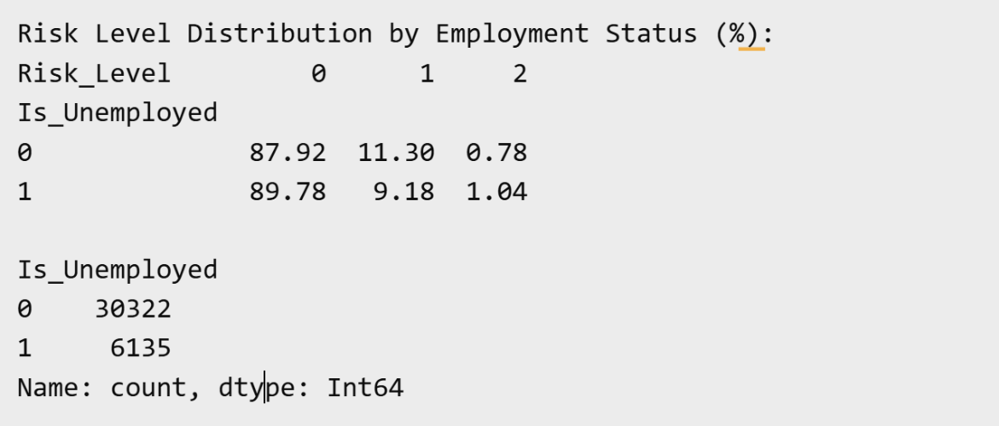 Risk Level Distribution by Employment Status (%):
Risk_Level 0 1 2
Is_Unemployed
0 87.92 11.30 0.78
1 89.78 9.18 1.04
Is_Unemployed
0 30322
1 6135
Name: count, dtype: Int64